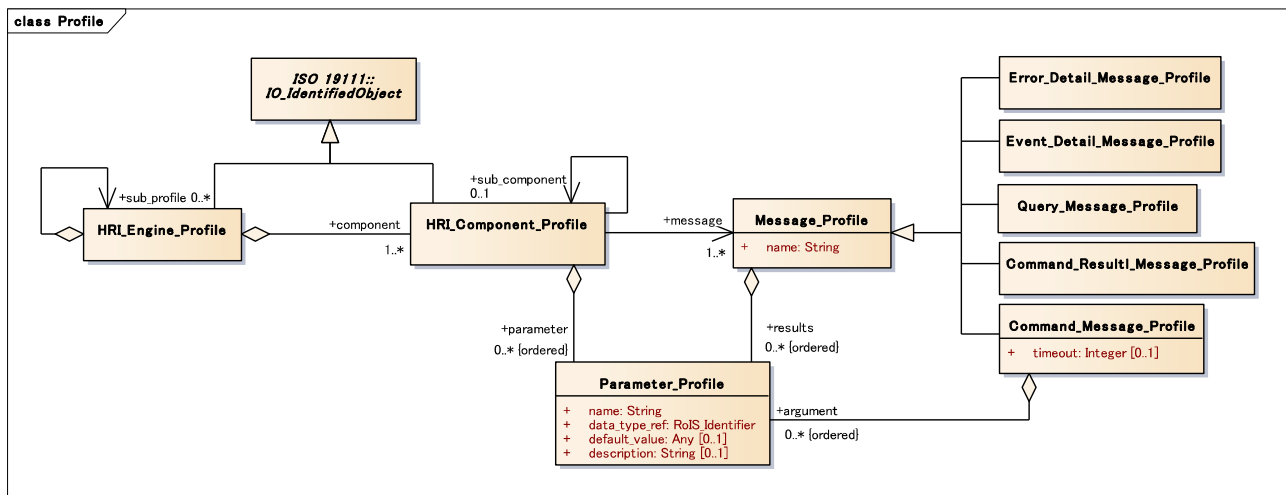 class Profile
ISO 19111::
IO_IdentifiedObject
+sub_profile 0..*
HRI_Engine_Profile
+component
1..*
+sub_component
0..1
HRI_Component_Profile
+message
1..*
Message_Profile
+ name: String
Error_Detail_Message_Profile
Event_Detail_Message_Profile
Query_Message_Profile
Command_Resultl_Message_Profile
Command_Message_Profile
+ timeout: Integer [0..1]
+parameter
0..* {ordered}
+results
0..* {ordered}
Parameter_Profile
+ name: String
+ data_type_ref: RoIS_Identifier
+ default_value: Any [0..1]
+ description: String [0..1]
+argument
0..* {ordered}